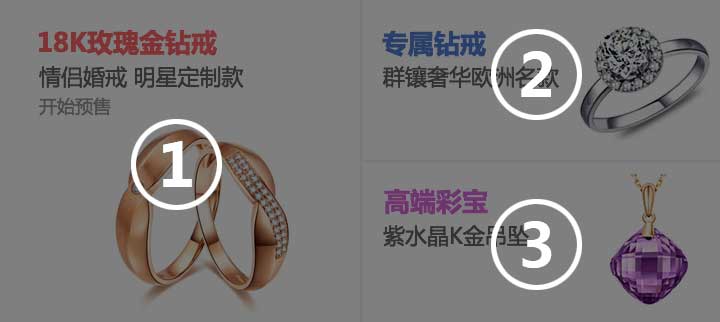 18K玫瑰金钻戒
情侣婚戒 明星定制款
开始预售
1
专属钻戒
群镶奢华欧洲名款
2
高端彩宝
紫水晶K金吊坠
3